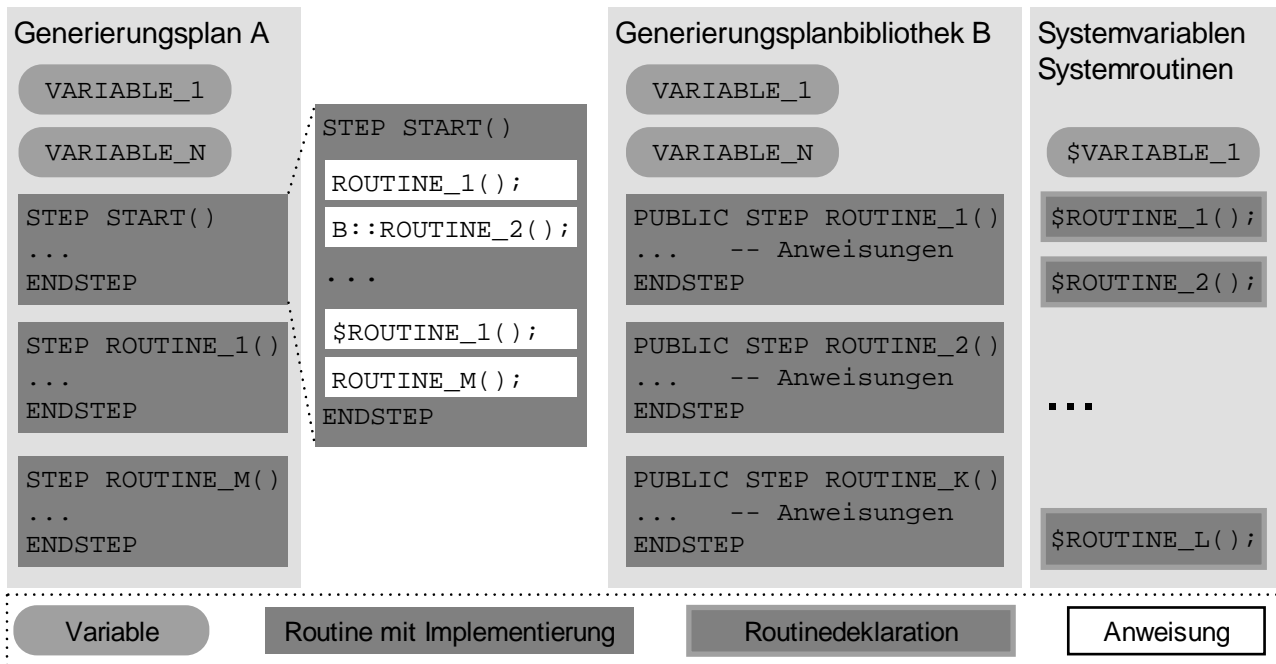 Generierungsplan A
VARIABLE_1
VARIABLE_N
STEP START()
...
ENDSTEP
STEP ROUTINE_1()
...
ENDSTEP
STEP ROUTINE_M()
...
ENDSTEP
STEP START()
ROUTINE_1();
B::ROUTINE_2();
...
$ROUTINE_1();
ROUTINE_M();
ENDSTEP
Generierungsplanbibliothek B
VARIABLE_1
VARIABLE_N
PUBLIC STEP ROUTINE_1()
... -- Anweisungen
ENDSTEP
PUBLIC STEP ROUTINE_2()
... -- Anweisungen
ENDSTEP
PUBLIC STEP ROUTINE_K()
... -- Anweisungen
ENDSTEP
Systemvariablen
Systemroutinen
$VARIABLE_1
$ROUTINE_1();
$ROUTINE_2();
...
$ROUTINE_L();
Variable
Routine mit Implementierung
Routinedeklaration
Anweisung